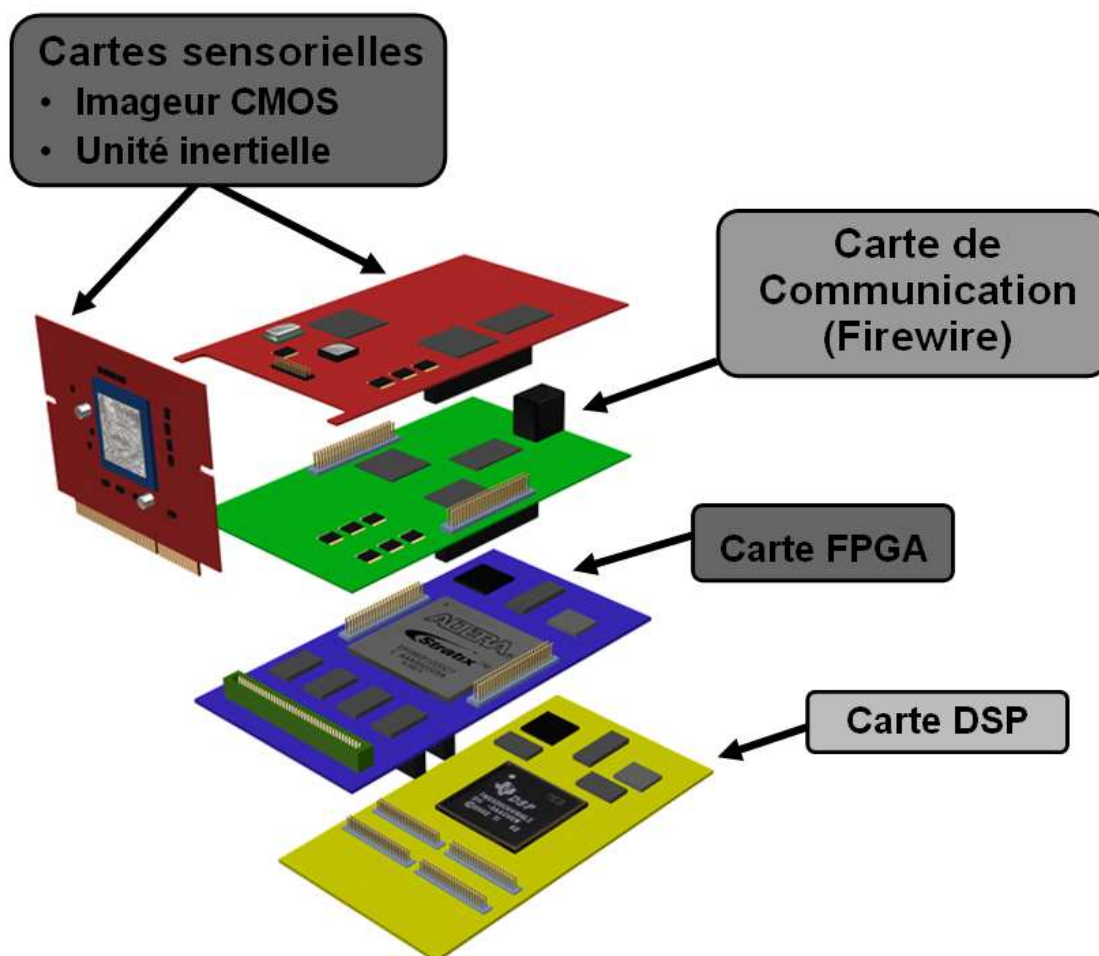 Cartes sensorielles
• Imageur CMOS
• Unité inertielle
Carte de
Communication
(Firewire)
Carte FPGA
ALTERA
Stratix
Carte DSP
DSP